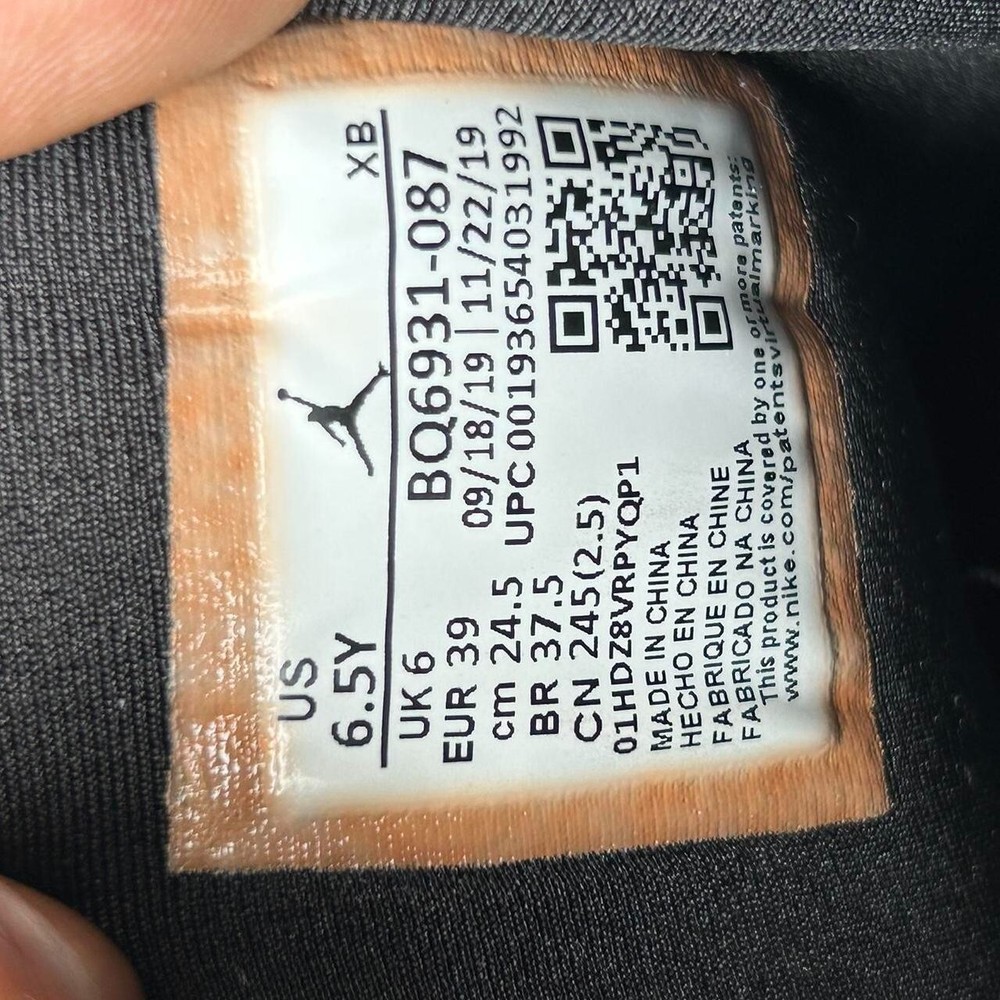 US
6.5Y XB
UK 6 BQ6931-087
EUR 39 09/18/19 | 11/22/19
cm 24.5 UPC 00193654031992
BR 37.5
CN 245(2.5)
01HDZ8VRPYQP1
MADE IN CHINA
HECHO EN CHINA
FABRIQUE EN CHINE
FABRICADO NA CHINA
This product is covered by one or more patents:
www.nike.com/patentsvirtualmarking